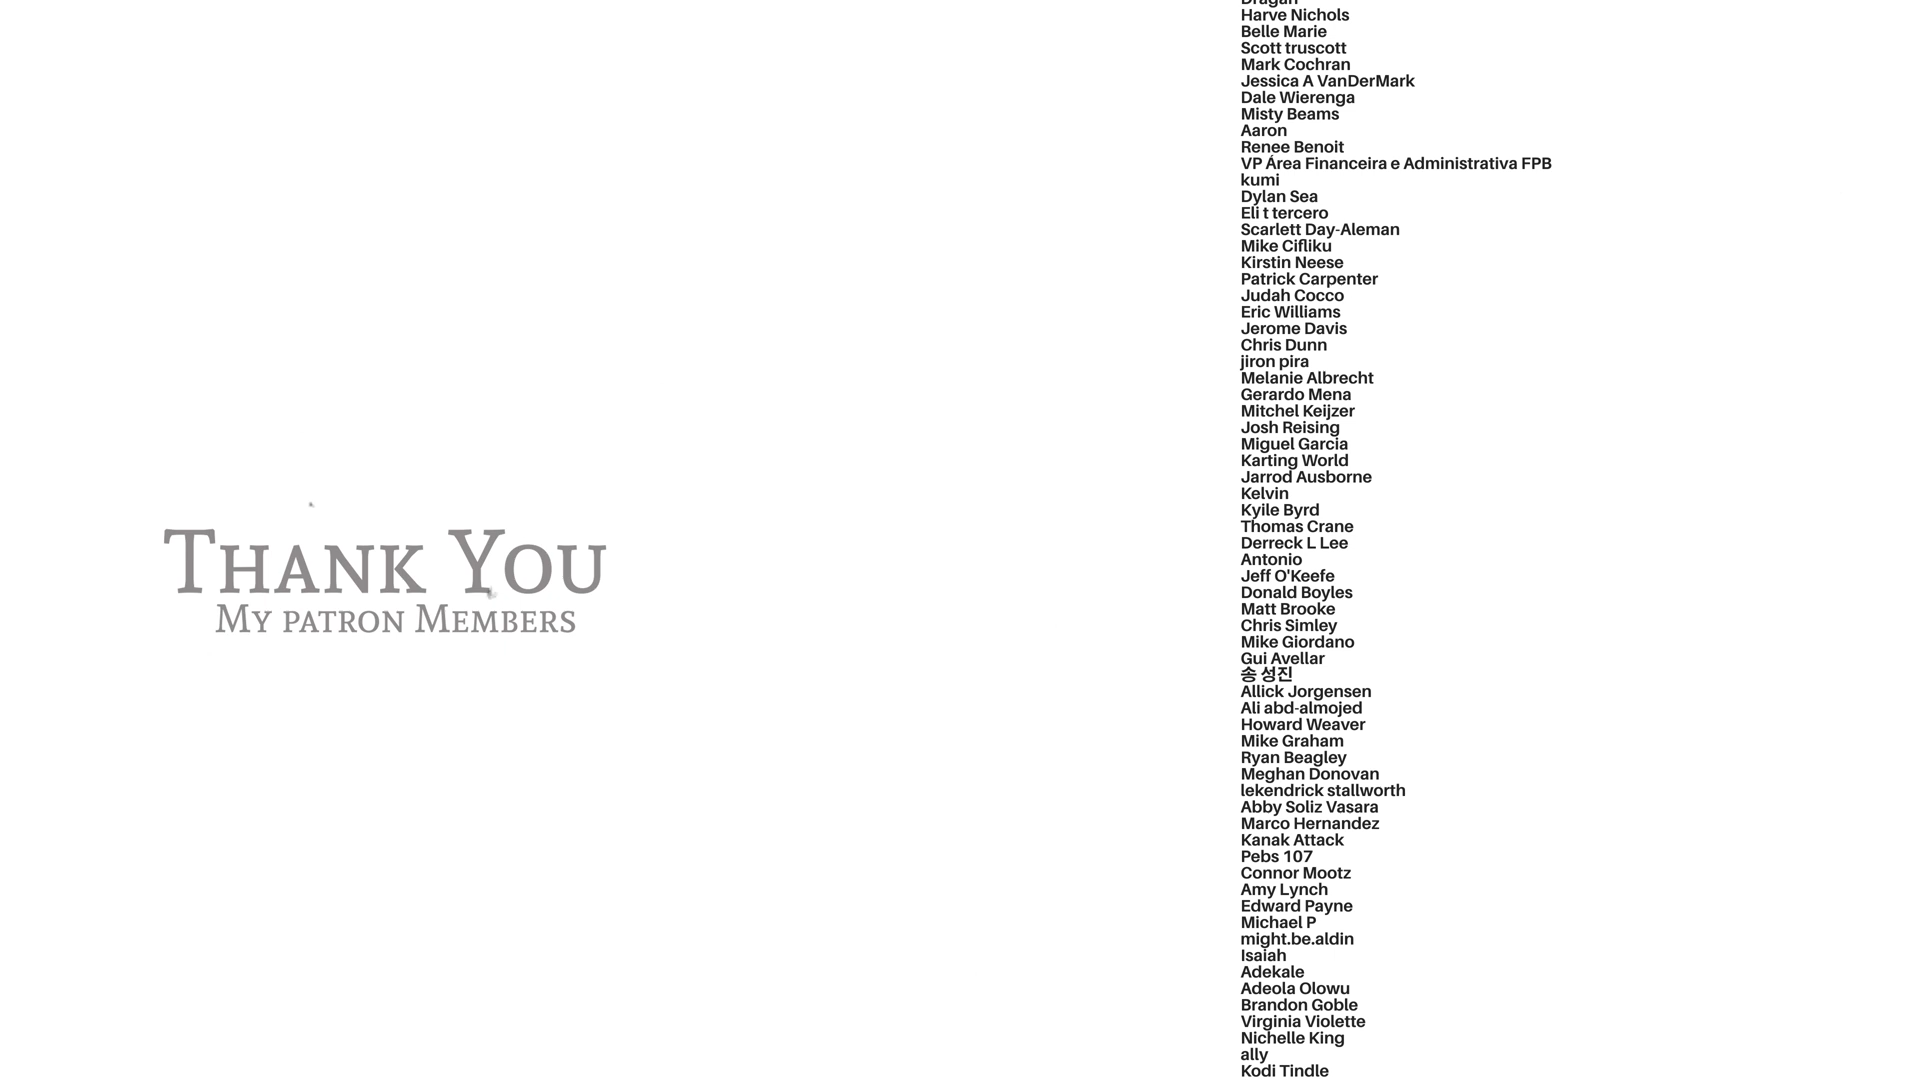 Thank You
My patron Members
Dragan
Harve Nichols
Belle Marie
Scott truscott
Mark Cochran
Jessica A VanDerMark
Dale Wierenga
Misty Beams
Aaron
Renee Benoit
VP Área Financeira e Administrativa FPB
kumi
Dylan Sea
Eli t tercero
Scarlett Day-Aleman
Mike Cifliku
Kirstin Neese
Patrick Carpenter
Judah Cocco
Eric Williams
Jerome Davis
Chris Dunn
jiron pira
Melanie Albrecht
Gerardo Mena
Mitchel Keijzer
Josh Reising
Miguel Garcia
Karting World
Jarrod Ausborne
Kelvin
Kyile Byrd
Thomas Crane
Derreck L Lee
Antonio
Jeff O'Keefe
Donald Boyles
Matt Brooke
Chris Simley
Mike Giordano
Gui Avellar
송 성진
Allick Jorgensen
Ali abd-almojed
Howard Weaver
Mike Graham
Ryan Beagley
Meghan Donovan
lekendrick stallworth
Abby Soliz Vasara
Marco Hernandez
Kanak Attack
Pebs 107
Connor Mootz
Amy Lynch
Edward Payne
Michael P
might.be.aldin
Isaiah
Adekale
Adeola Olowu
Brandon Goble
Virginia Violette
Nichelle King
ally
Kodi Tindle